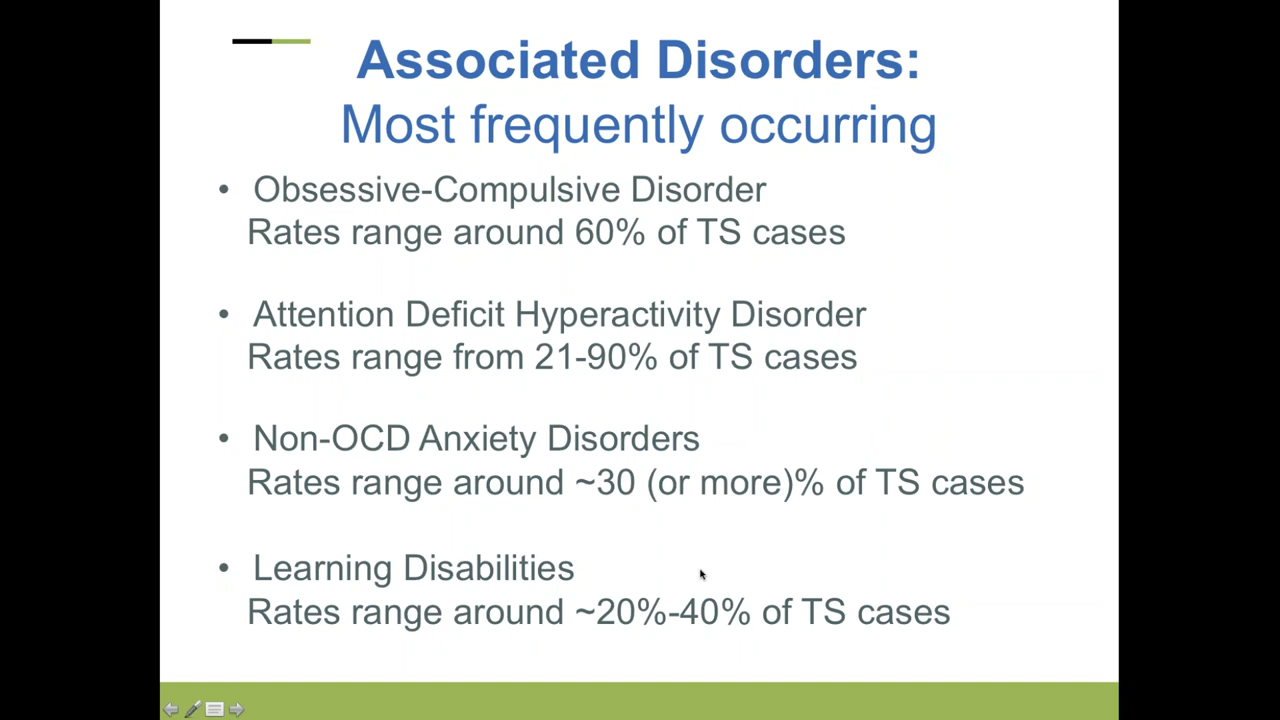 Associated Disorders:
Most frequently occurring
• Obsessive-Compulsive Disorder
Rates range around 60% of TS cases
• Attention Deficit Hyperactivity Disorder
Rates range from 21-90% of TS cases
• Non-OCD Anxiety Disorders
Rates range around ~30 (or more)% of TS cases
• Learning Disabilities
Rates range around ~20%-40% of TS cases